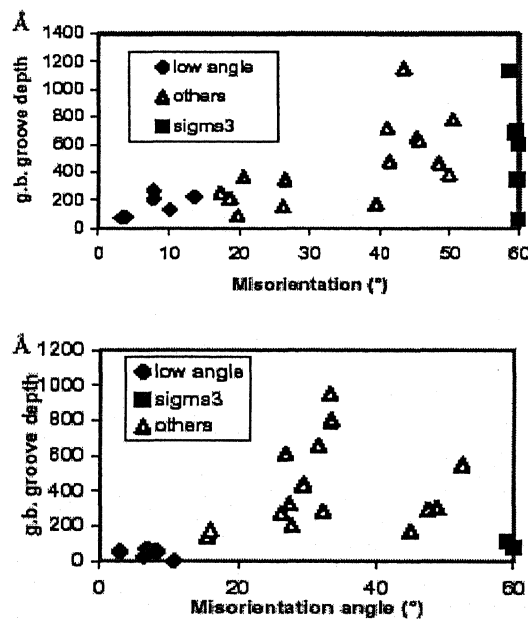 Å
1400
1200
1000
800
600
400
200
0
g.b. groove depth
low angle
others
sigma3
0 10 20 30 40 50 60
Misorientation (°)
Å
1200
1000
800
600
400
200
0
g.b. groove depth
low angle
sigma3
others
0 20 40 60
Misorientation angle (°)